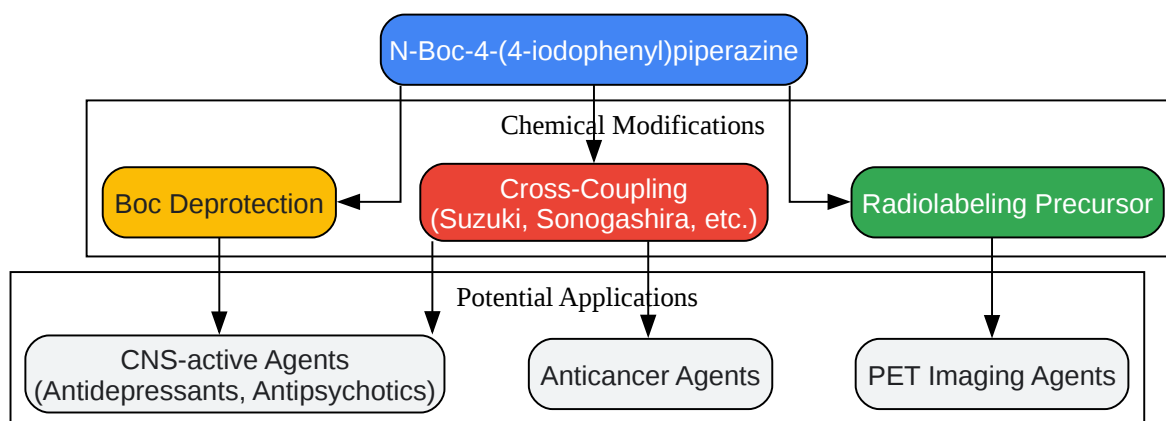 N-Boc-4-(4-iodophenyl)piperazine
Chemical Modifications
Boc Deprotection
Cross-Coupling
(Suzuki, Sonogashira, etc.)
Radiolabeling Precursor
Potential Applications
CNS-active Agents
(Antidepressants, Antipsychotics)
Anticancer Agents
PET Imaging Agents